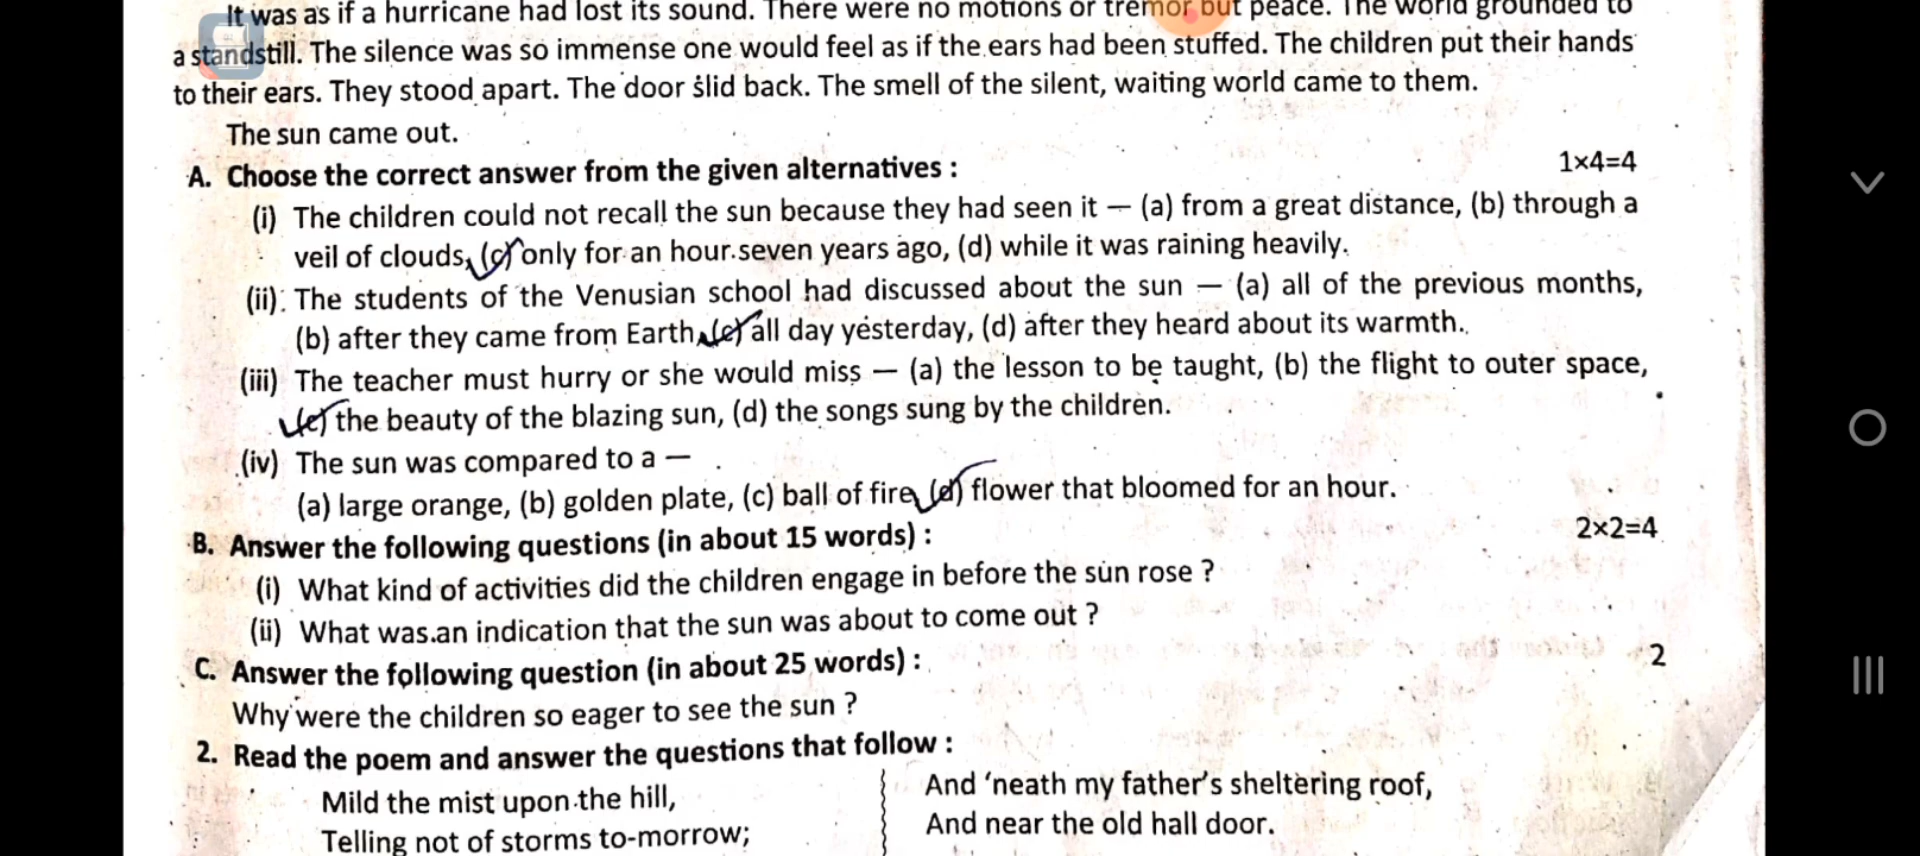 It was as if a hurricane had lost its sound. There were no motions or tremor but peace. The world grounded to
a standstill. The silence was so immense one would feel as if the ears had been stuffed. The children put their hands
to their ears. They stood apart. The door slid back. The smell of the silent, waiting world came to them.
The sun came out.
A. Choose the correct answer from the given alternatives : 1×4=4
(i) The children could not recall the sun because they had seen it — (a) from a great distance, (b) through a
veil of clouds, (c) only for an hour seven years ago, (d) while it was raining heavily.
(ii) The students of the Venusian school had discussed about the sun — (a) all of the previous months,
(b) after they came from Earth, (c) all day yesterday, (d) after they heard about its warmth.
(iii) The teacher must hurry or she would miss — (a) the lesson to be taught, (b) the flight to outer space,
(c) the beauty of the blazing sun, (d) the songs sung by the children.
(iv) The sun was compared to a —
(a) large orange, (b) golden plate, (c) ball of fire, (d) flower that bloomed for an hour.
B. Answer the following questions (in about 15 words) : 2×2=4
(i) What kind of activities did the children engage in before the sun rose ?
(ii) What was an indication that the sun was about to come out ?
C. Answer the following question (in about 25 words) : 2
Why were the children so eager to see the sun ?
2. Read the poem and answer the questions that follow :
Mild the mist upon the hill,
Telling not of storms to-morrow;
And 'neath my father's sheltering roof,
And near the old hall door.